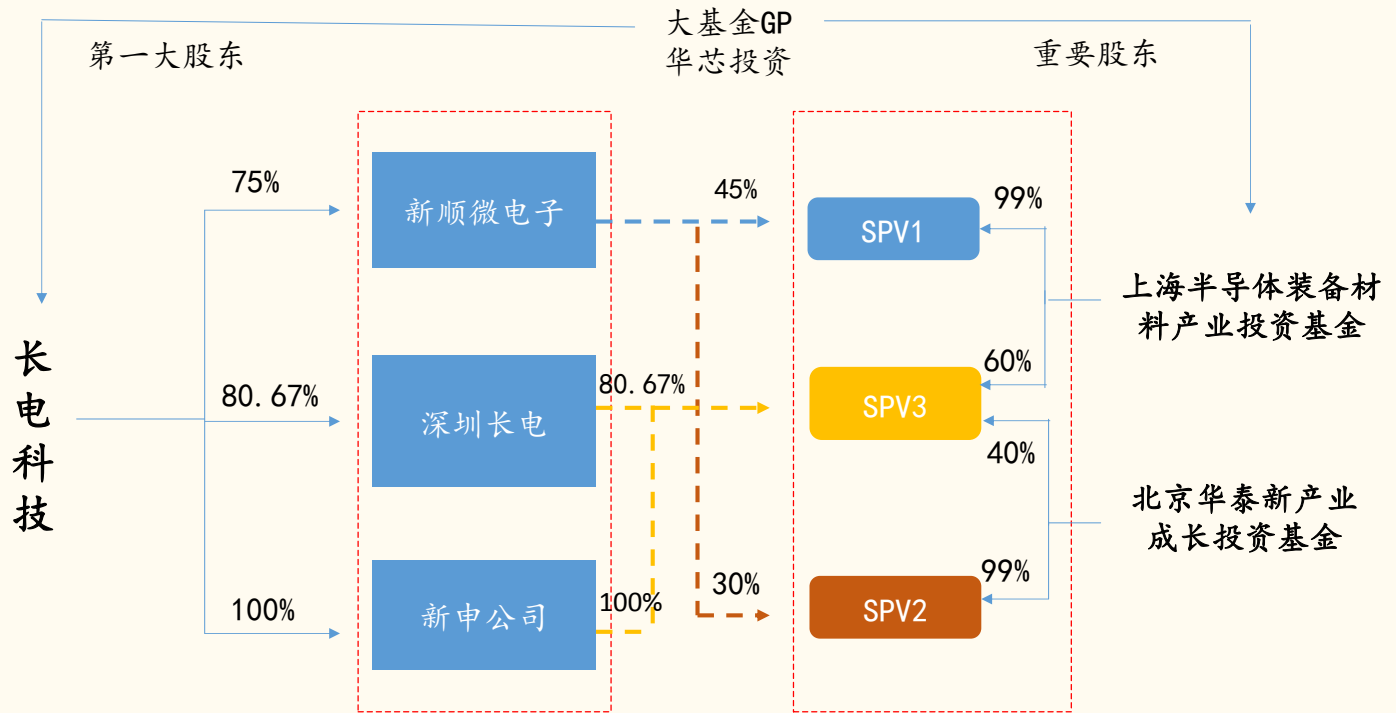 大基金GP
华芯投资
第一大股东
重要股东
75%
新顺微电子
45%
SPV1
99%
上海半导体装备材
料产业投资基金
长
电
科
技
80.67%
深圳长电
80.67%
SPV3
60%
40%
北京华泰新产业
成长投资基金
100%
新申公司
100%
30%
SPV2
99%